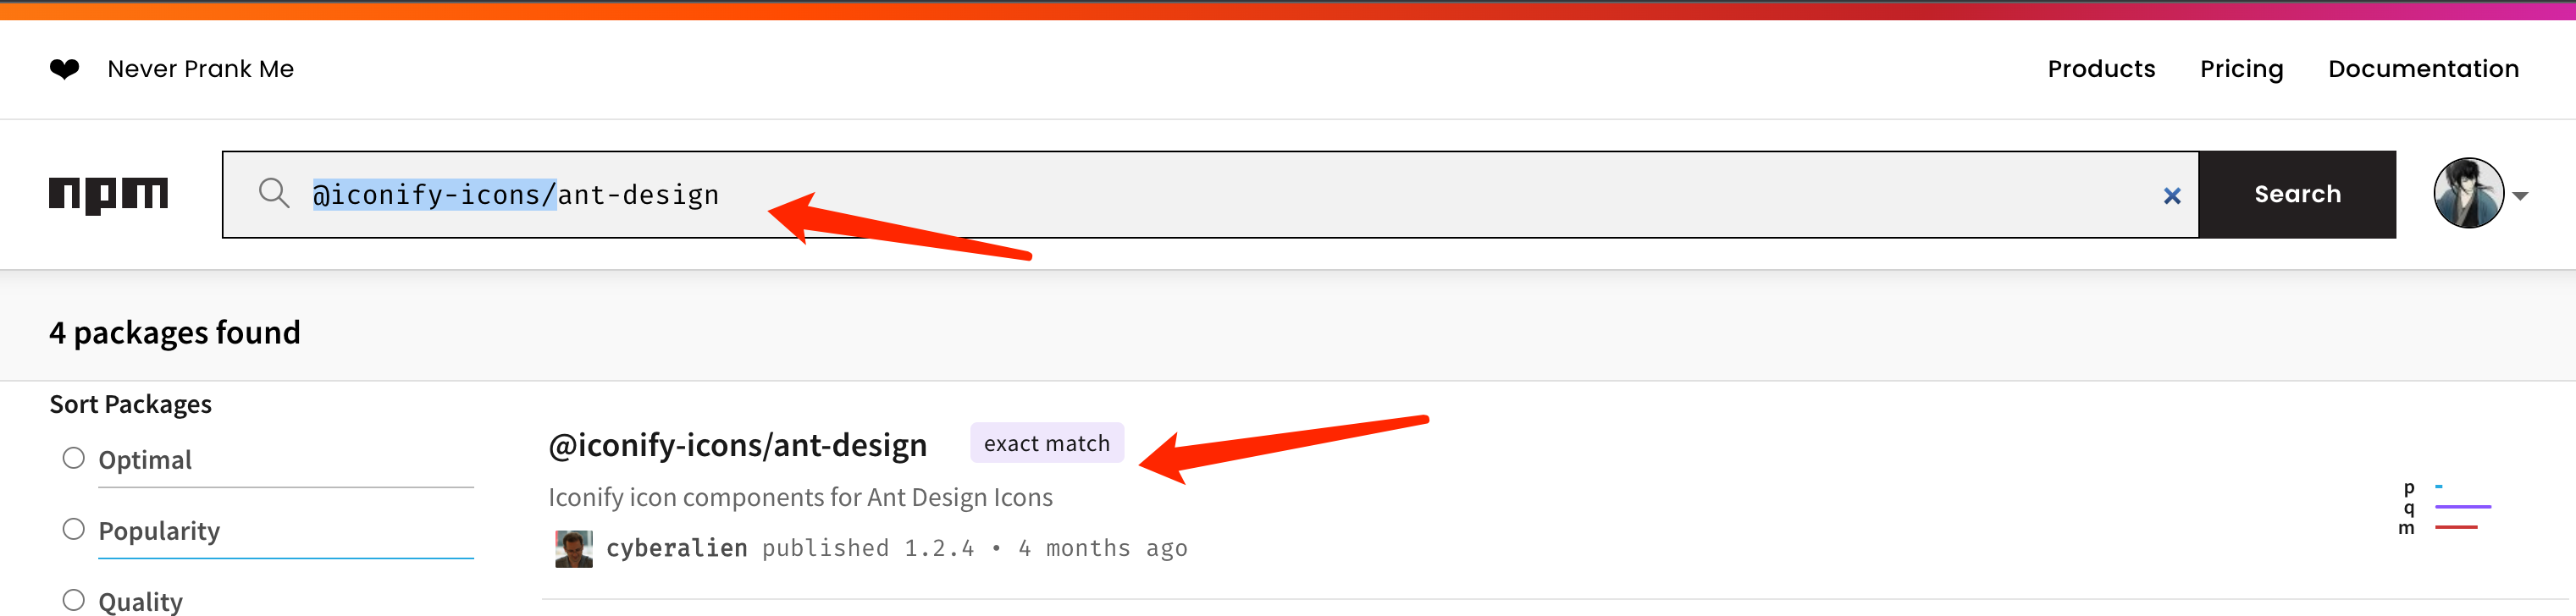 Never Prank Me
Products Pricing Documentation
npm
@iconify-icons/ant-design
Search
4 packages found
Sort Packages
Optimal
Popularity
Quality
@iconify-icons/ant-design exact match
Iconify icon components for Ant Design Icons
cyberalien published 1.2.4 • 4 months ago
p
q
m